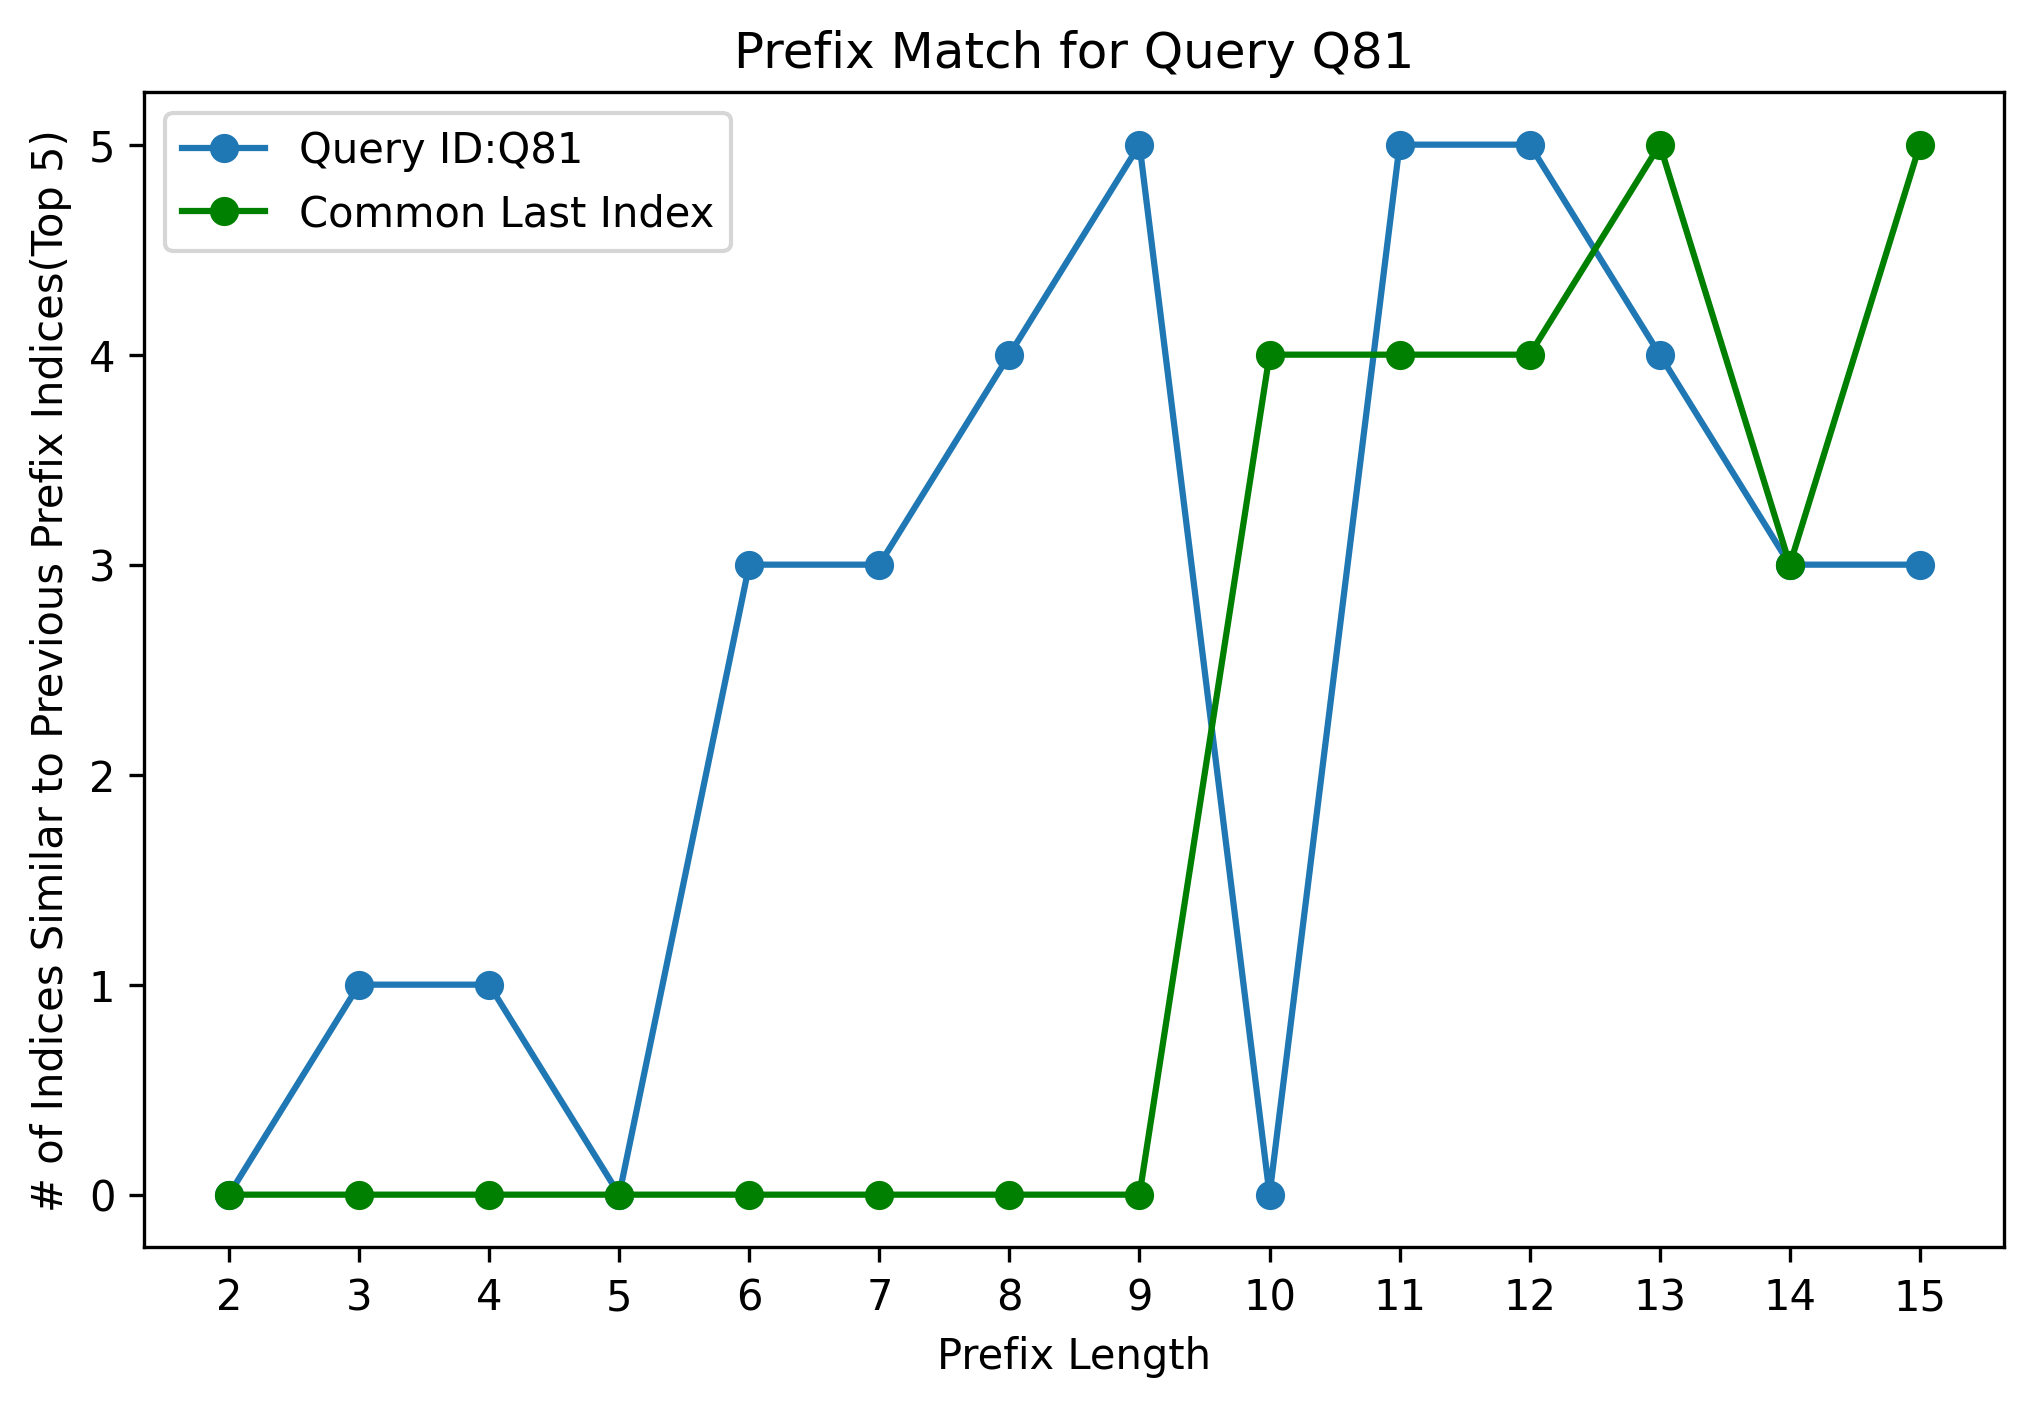 Prefix Match for Query Q81
Query ID:Q81
Common Last Index
# of Indices Similar to Previous Prefix Indices(Top 5)
5
4
3
2
1
0
2 3 4 5 6 7 8 9 10 11 12 13 14 15
Prefix Length